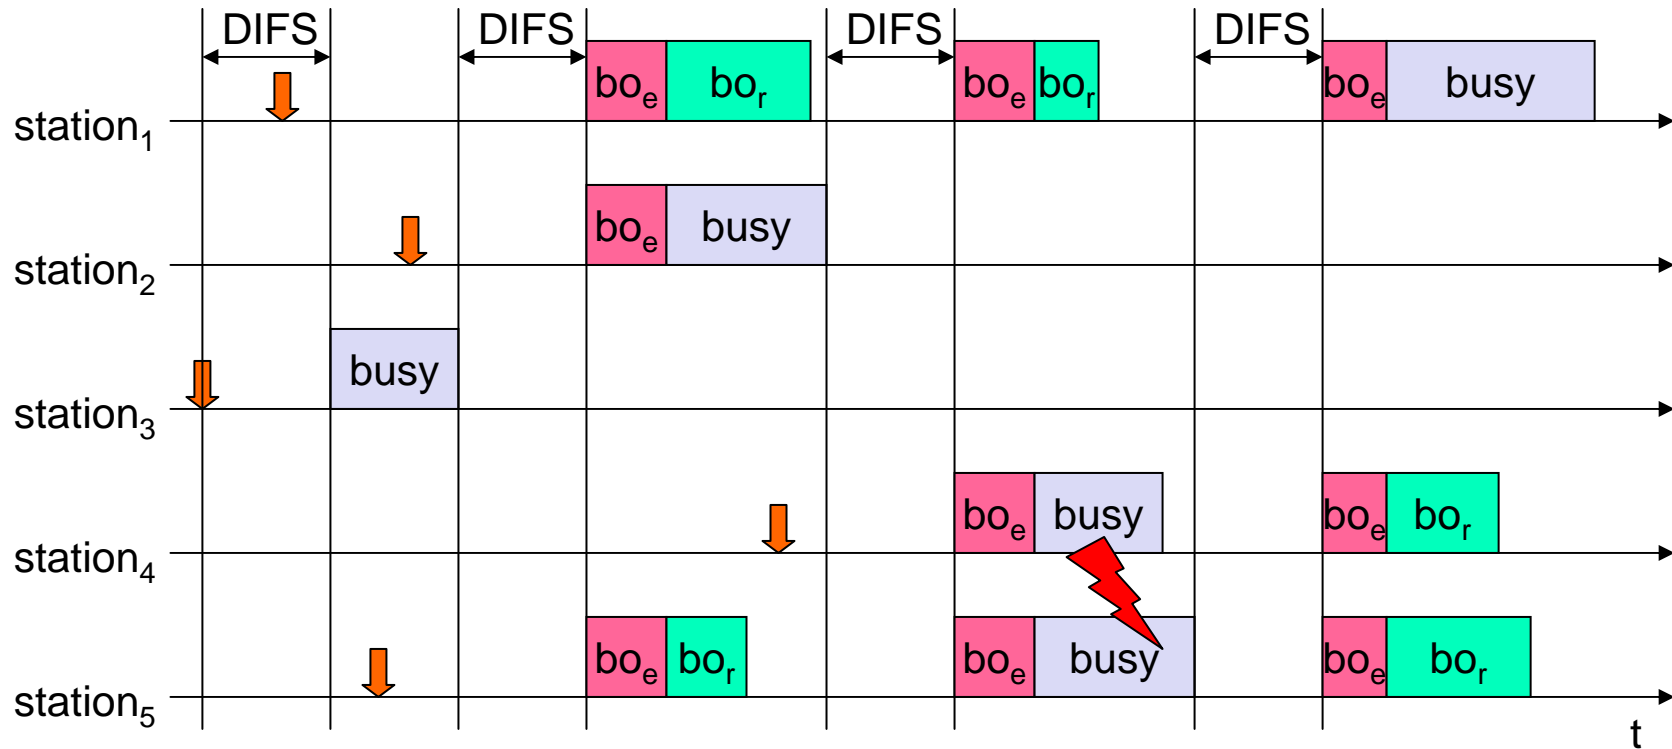 DIFS DIFS DIFS DIFS
station₁ boₑ boᵣ boₑ boᵣ boₑ busy
station₂ boₑ busy
station₃ busy
station₄ boₑ busy boₑ boᵣ
station₅ boₑ boᵣ boₑ busy boₑ boᵣ
t